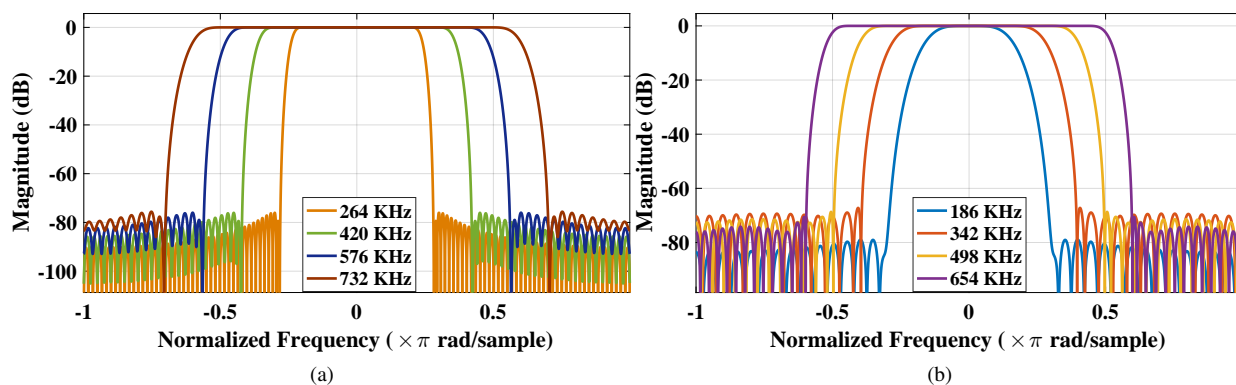 0
-20
-40
-60
-80
-100
Magnitude (dB)
264 KHz
420 KHz
576 KHz
732 KHz
-1 -0.5 0 0.5
Normalized Frequency ( ×π rad/sample)
(a)
0
-20
-40
-60
-80
Magnitude (dB)
186 KHz
342 KHz
498 KHz
654 KHz
-1 -0.5 0 0.5
Normalized Frequency ( ×π rad/sample)
(b)